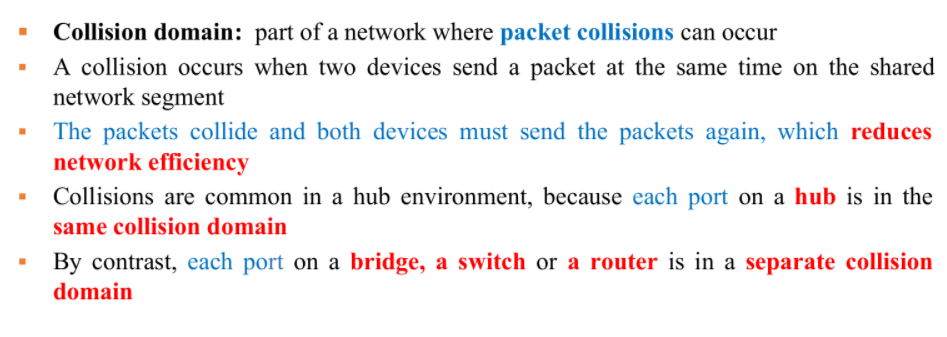 ▪ Collision domain: part of a network where packet collisions can occur
▪ A collision occurs when two devices send a packet at the same time on the shared
network segment
▪ The packets collide and both devices must send the packets again, which reduces
network efficiency
▪ Collisions are common in a hub environment, because each port on a hub is in the
same collision domain
▪ By contrast, each port on a bridge, a switch or a router is in a separate collision
domain